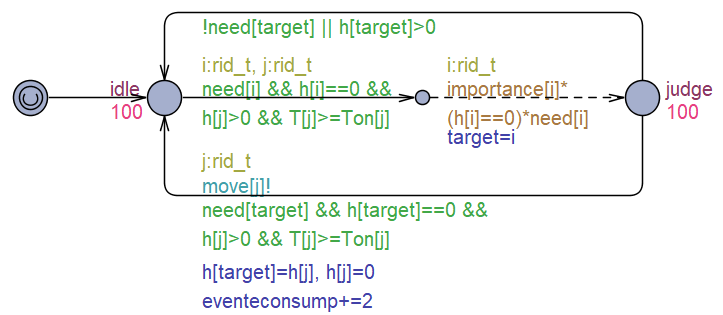 !need[target] || h[target]>0
i:rid_t, j:rid_t
i:rid_t
idle
need[i] && h[i]==0 &&
importance[i]*
judge
100
h[j]>0 && T[j]>=Ton[j]
(h[i]==0)*need[i]
100
target=i
j:rid_t
move[j]!
need[target] && h[target]==0 &&
h[j]>0 && T[j]>=Ton[j]
h[target]=h[j], h[j]=0
eventeconsump+=2